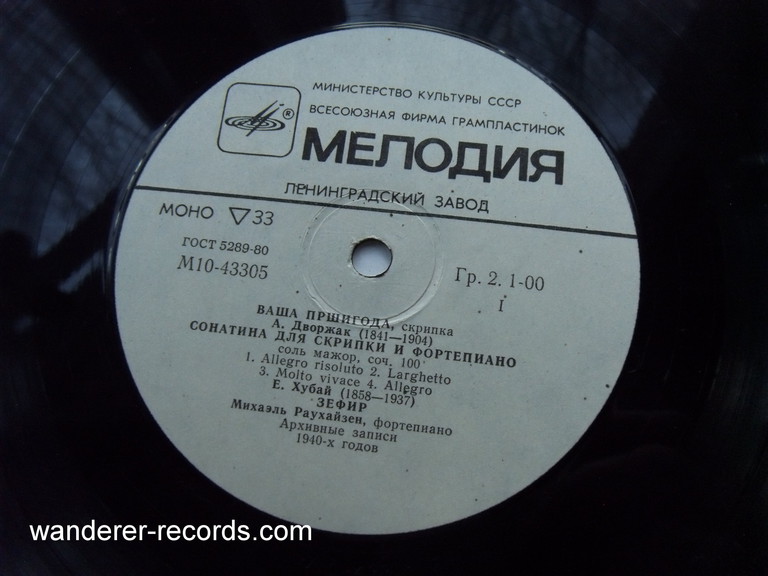 МИНИСТЕРСТВО КУЛЬТУРЫ СССР
ВСЕСОЮЗНАЯ ФИРМА ГРАМПЛАСТИНОК
®
МЕЛОДИЯ
ЛЕНИНГРАДСКИЙ ЗАВОД
МОНО ▽ 33
ГОСТ 5289-80
М10-43305
Гр. 2. 1-00
I
ВАША ПРШИГОДА, скрипка
А. Дворжак (1841—1904)
СОНАТИНА ДЛЯ СКРИПКИ И ФОРТЕПИАНО
соль мажор, соч. 100
1. Allegro risoluto 2. Larghetto
3. Molto vivace 4. Allegro
Е. Хубай (1858—1937)
ЗЕФИР
Михаэль Раухайзен, фортепиано
Архивные записи
1940-х годов
wanderer-records.com